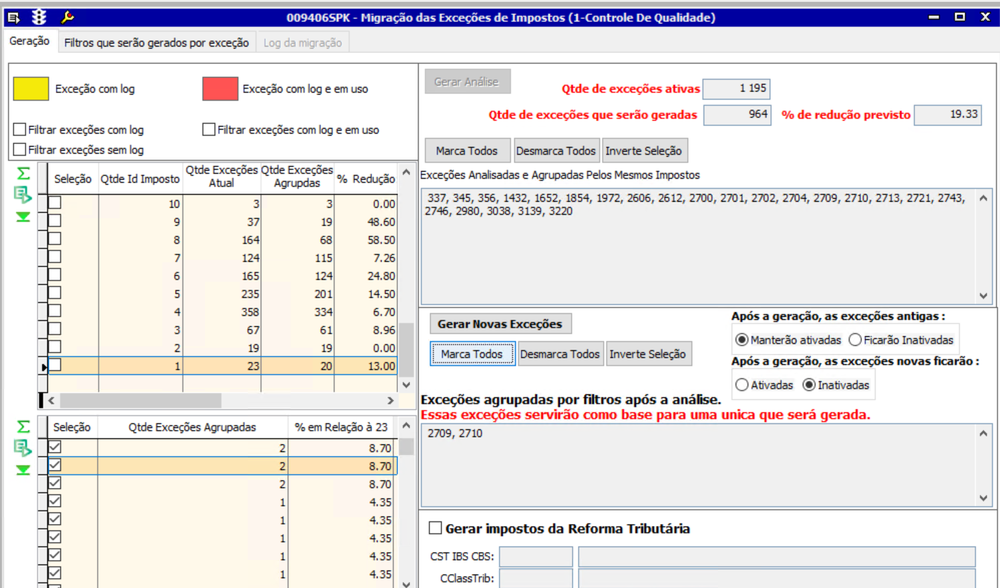 009406SPK - Migração das Exceções de Impostos (1-Controle De Qualidade)
Geração Filtros que serão gerados por exceção Log da migração
Exceção com log Exceção com log e em uso
Filtrar exceções com log Filtrar exceções com log e em uso
Filtrar exceções sem log
Seleção Qtde Id Imposto Qtde Exceções Atual Qtde Exceções Agrupdas % Redução
10 3 3 0.00
9 37 19 48.60
8 164 68 58.50
7 124 115 7.26
6 165 124 24.80
5 235 201 14.50
4 358 334 6.70
3 67 61 8.96
2 19 19 0.00
1 23 20 13.00
Seleção Qtde Exceções Agrupadas % em Relação à 23
2 8.70
2 8.70
2 8.70
1 4.35
1 4.35
1 4.35
1 4.35
1 4.35
Gerar Análise Qtde de exceções ativas 1 195
Qtde de exceções que serão geradas 964 % de redução previsto 19.33
Marca Todos Desmarca Todos Inverte Seleção
Exceções Analisadas e Agrupadas Pelos Mesmos Impostos
337, 345, 356, 1432, 1652, 1854, 1972, 2606, 2612, 2700, 2701, 2702, 2704, 2709, 2710, 2713, 2721, 2743,
2746, 2980, 3038, 3139, 3220
Gerar Novas Exceções
Marca Todos Desmarca Todos Inverte Seleção
Após a geração, as exceções antigas :
Manterão ativadas Ficarão Inativadas
Após a geração, as exceções novas ficarão :
Ativadas Inativadas
Exceções agrupadas por filtros após a análise.
Essas exceções servirão como base para uma unica que será gerada.
2709, 2710
Gerar impostos da Reforma Tributária
CST IBS CBS:
CClassTrib: